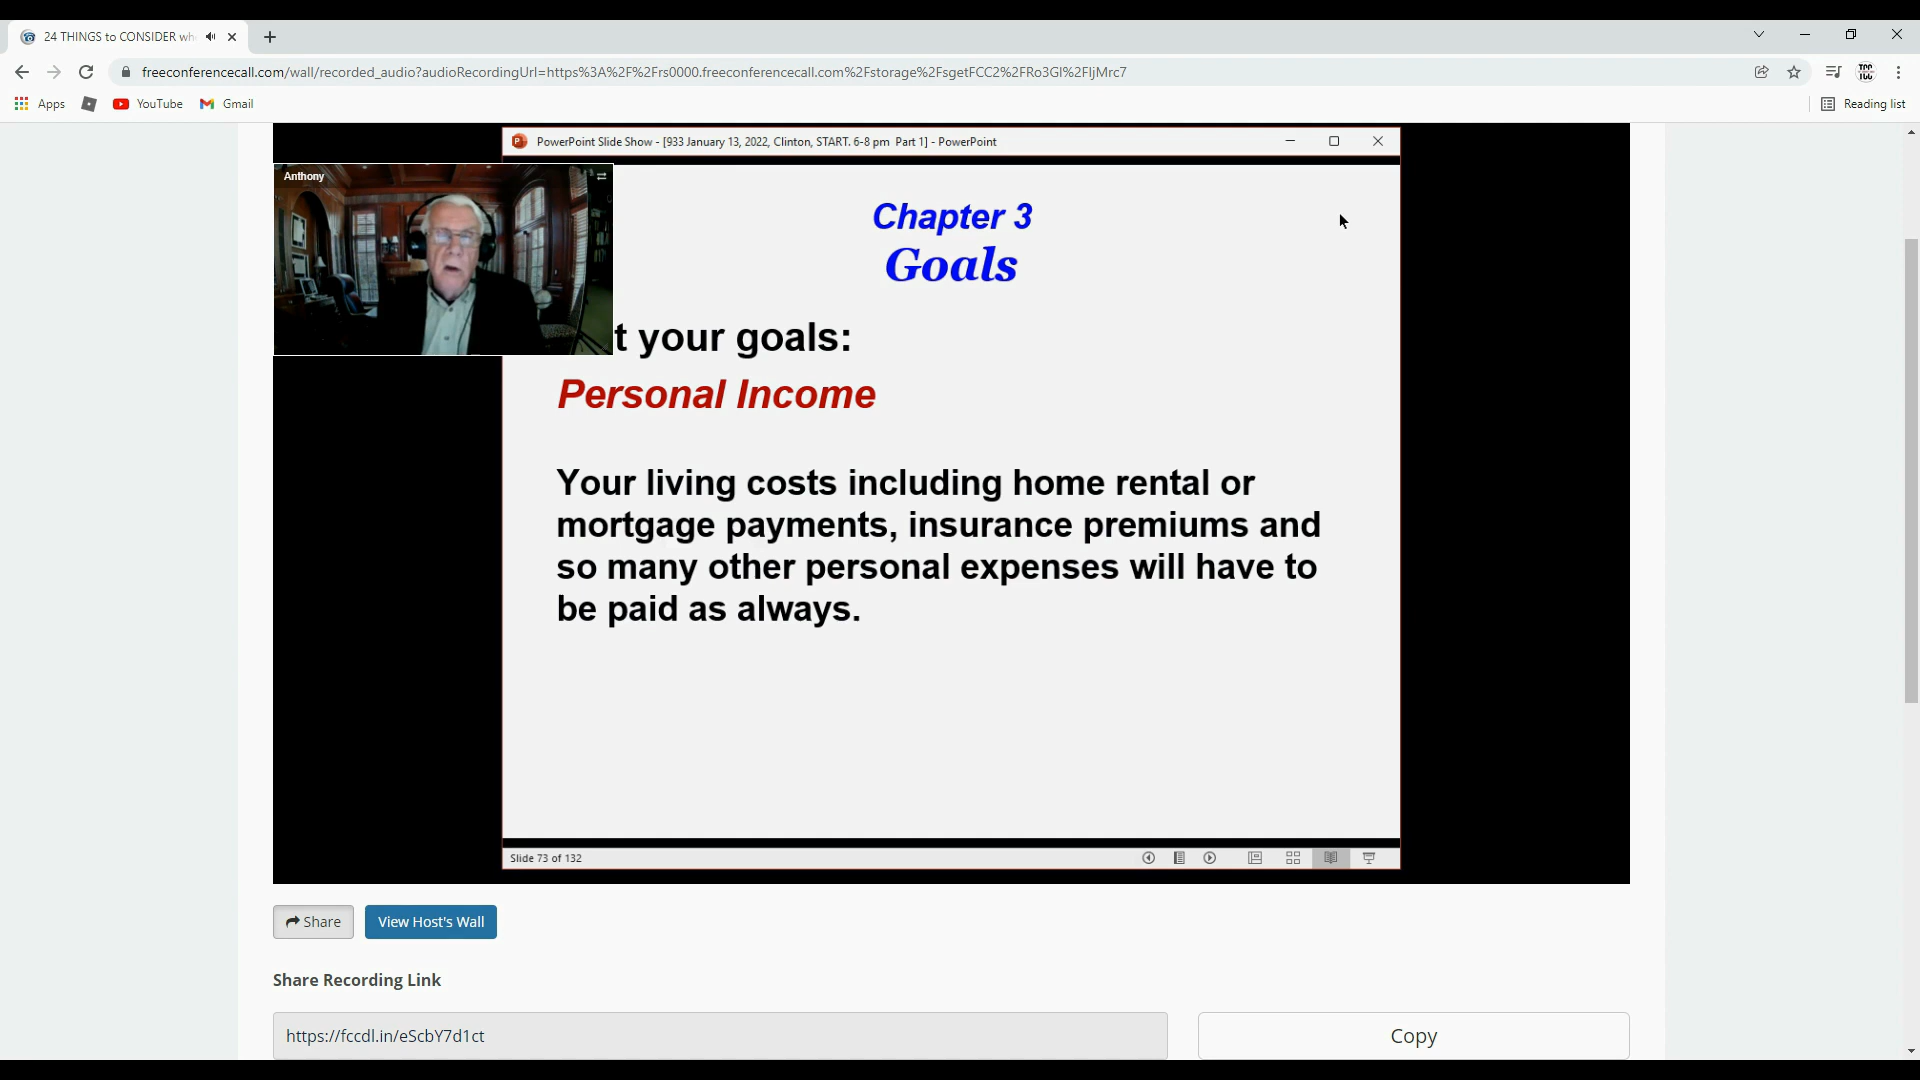 24 THINGS to CONSIDER wh
freeconferencecall.com/wall/recorded_audio?audioRecordingUrl=https%3A%2F%2Frs0000.freeconferencecall.com%2Fstorage%2FsgetFCC2%2FRo3GI%2FIjMrc7
Apps YouTube Gmail Reading list
PowerPoint Slide Show - [933 January 13, 2022, Clinton, START. 6-8 pm Part 1] - PowerPoint
Anthony
Chapter 3
Goals
t your goals:
Personal Income
Your living costs including home rental or
mortgage payments, insurance premiums and
so many other personal expenses will have to
be paid as always.
Slide 73 of 132
Share View Host's Wall
Share Recording Link
https://fccdl.in/eScbY7d1ct Copy